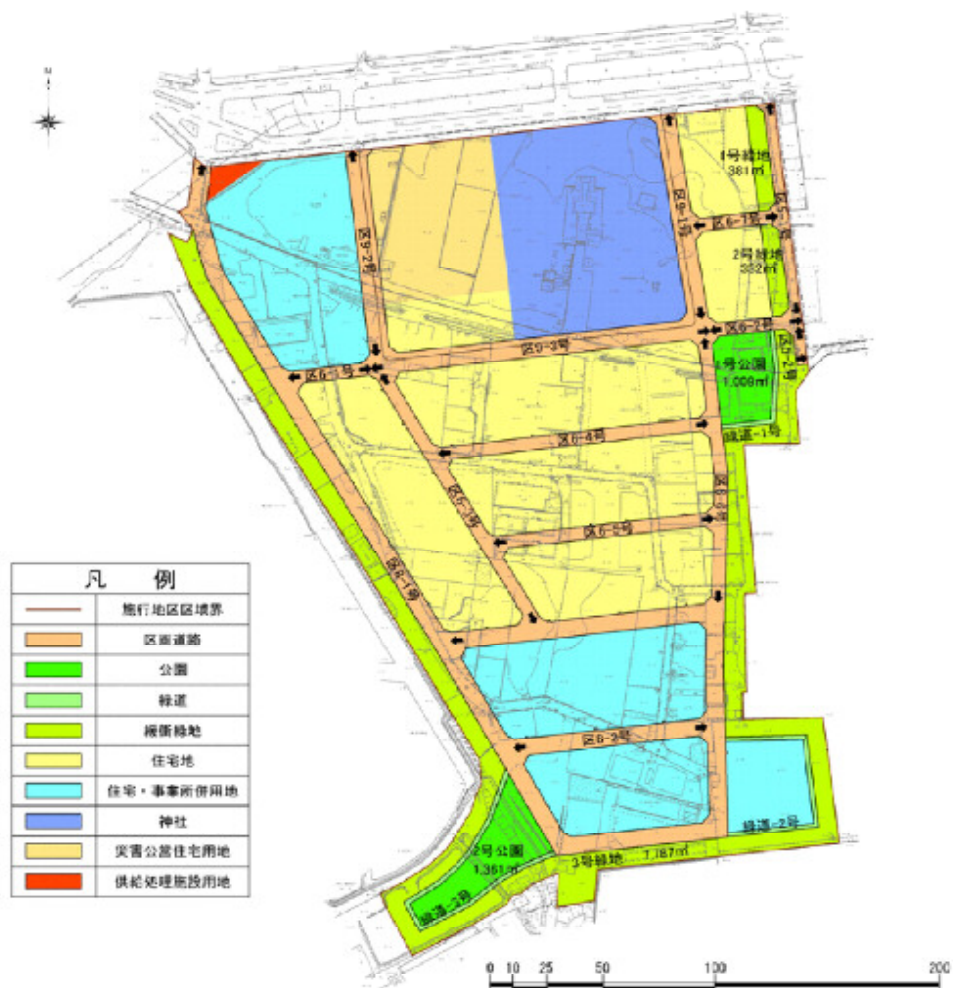 N
1号緑地
381㎡
区9-1号
区6-1号
区9-2号
2号緑地
332㎡
区6-2号
区9-3号
区5-2号
1号公園
1,009㎡
緑道-1号
区6-4号
区6-3号
区6-5号
区6-6号
区8-1号
凡 例
施行地区区域界
区画道路
公園
緑道
緩衝緑地
住宅地
住宅・事業所併用地
神社
災害公営住宅用地
供給処理施設用地
緑道-2号
2号公園
1,361㎡
3号緑地 7,787㎡
0 10 25 50 100 200